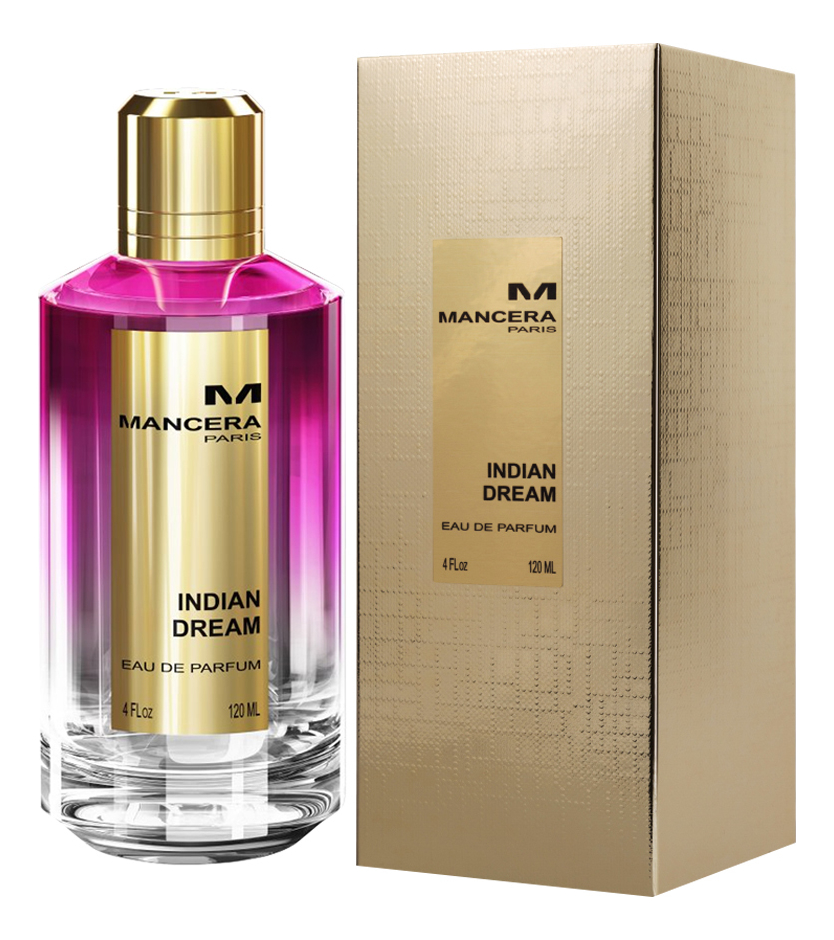 M
MANCERA
PARIS
INDIAN
DREAM
EAU DE PARFUM
4 FLoz 120 ML
M
MANCERA
PARIS
INDIAN
DREAM
EAU DE PARFUM
4 FLoz 120 ML